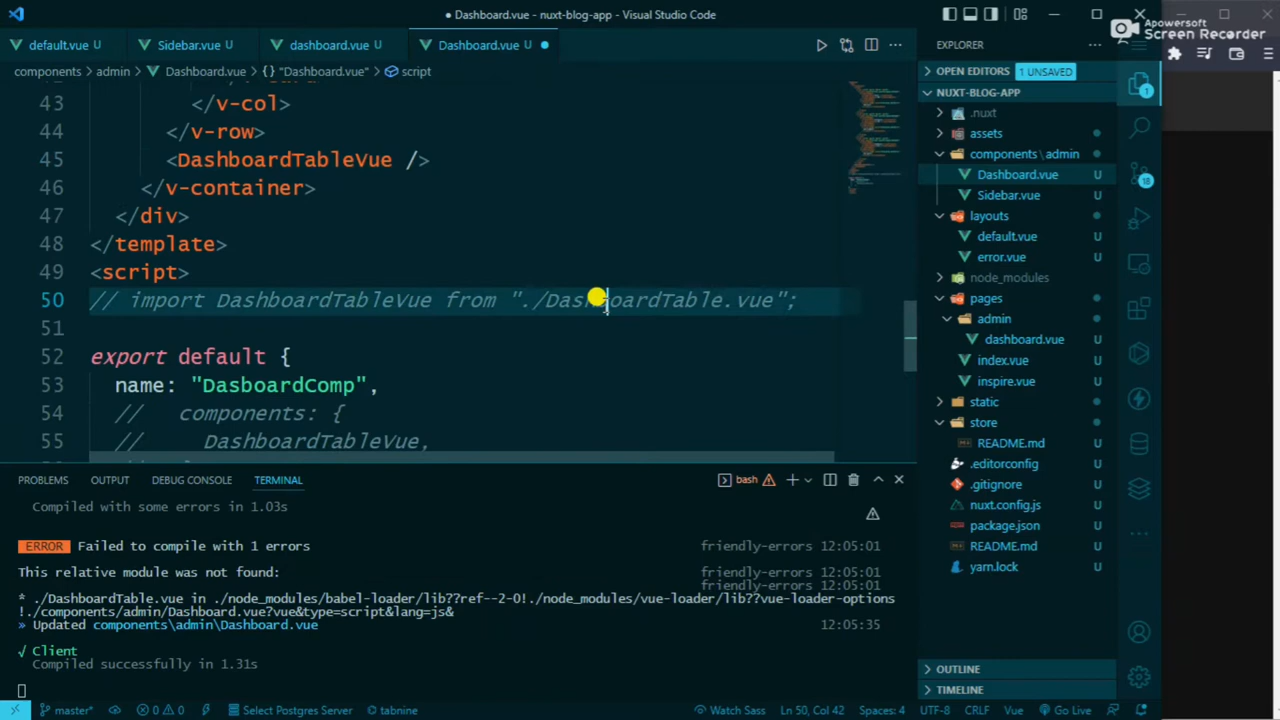 ● Dashboard.vue - nuxt-blog-app - Visual Studio Code
Apowersoft
Screen Recorder
default.vue U
Sidebar.vue U
dashboard.vue U
Dashboard.vue U
EXPLORER
components > admin > Dashboard.vue > {} "Dashboard.vue" > script
OPEN EDITORS 1 UNSAVED
NUXT-BLOG-APP
.nuxt
assets
components \ admin
Dashboard.vue U
Sidebar.vue U
layouts
default.vue U
error.vue U
node_modules
pages
admin
dashboard.vue U
index.vue U
inspire.vue U
static
store
README.md U
.editorconfig U
.gitignore U
nuxt.config.js U
package.json U
README.md U
yarn.lock U
OUTLINE
TIMELINE
1
18
43 </v-col>
44 </v-row>
45 <DashboardTableVue />
46 </v-container>
47 </div>
48 </template>
49 <script>
50 // import DashboardTableVue from "./DashboardTable.vue";
51
52 export default {
53 name: "DasboardComp",
54 // components: {
55 // DashboardTableVue,
PROBLEMS OUTPUT DEBUG CONSOLE TERMINAL
bash
Compiled with some errors in 1.03s
ERROR Failed to compile with 1 errors friendly-errors 12:05:01
This relative module was not found: friendly-errors 12:05:01
friendly-errors 12:05:01
* ./DashboardTable.vue in ./node_modules/babel-loader/lib??ref--2-0!./node_modules/vue-loader/lib??vue-loader-options
!./components/admin/Dashboard.vue?vue&type=script&lang=js&
» Updated components\admin\Dashboard.vue 12:05:35
√ Client
Compiled successfully in 1.31s
master* 0 0 Select Postgres Server tabnine Watch Sass Ln 50, Col 42 Spaces: 4 UTF-8 CRLF Vue Go Live